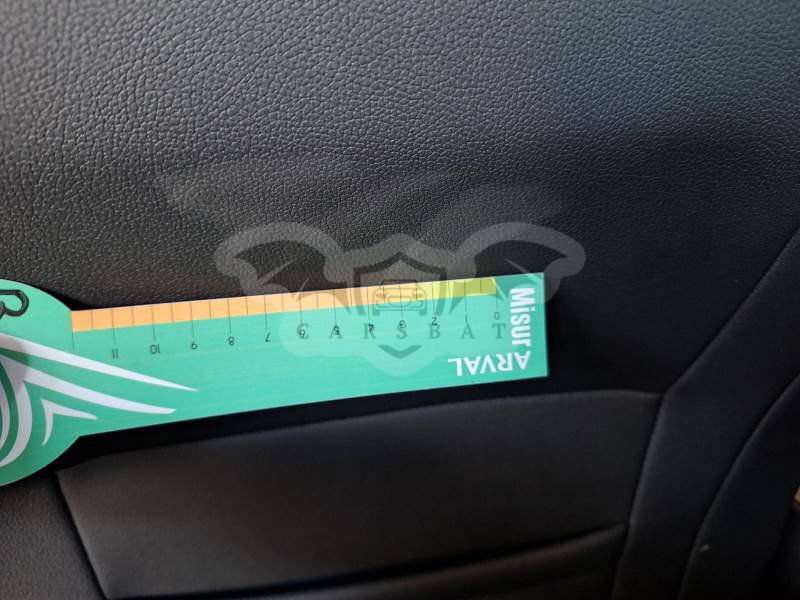 Misur
ARVAL
0 1 2 3 4 5 6 7 8 9 10 11
CARSBAT